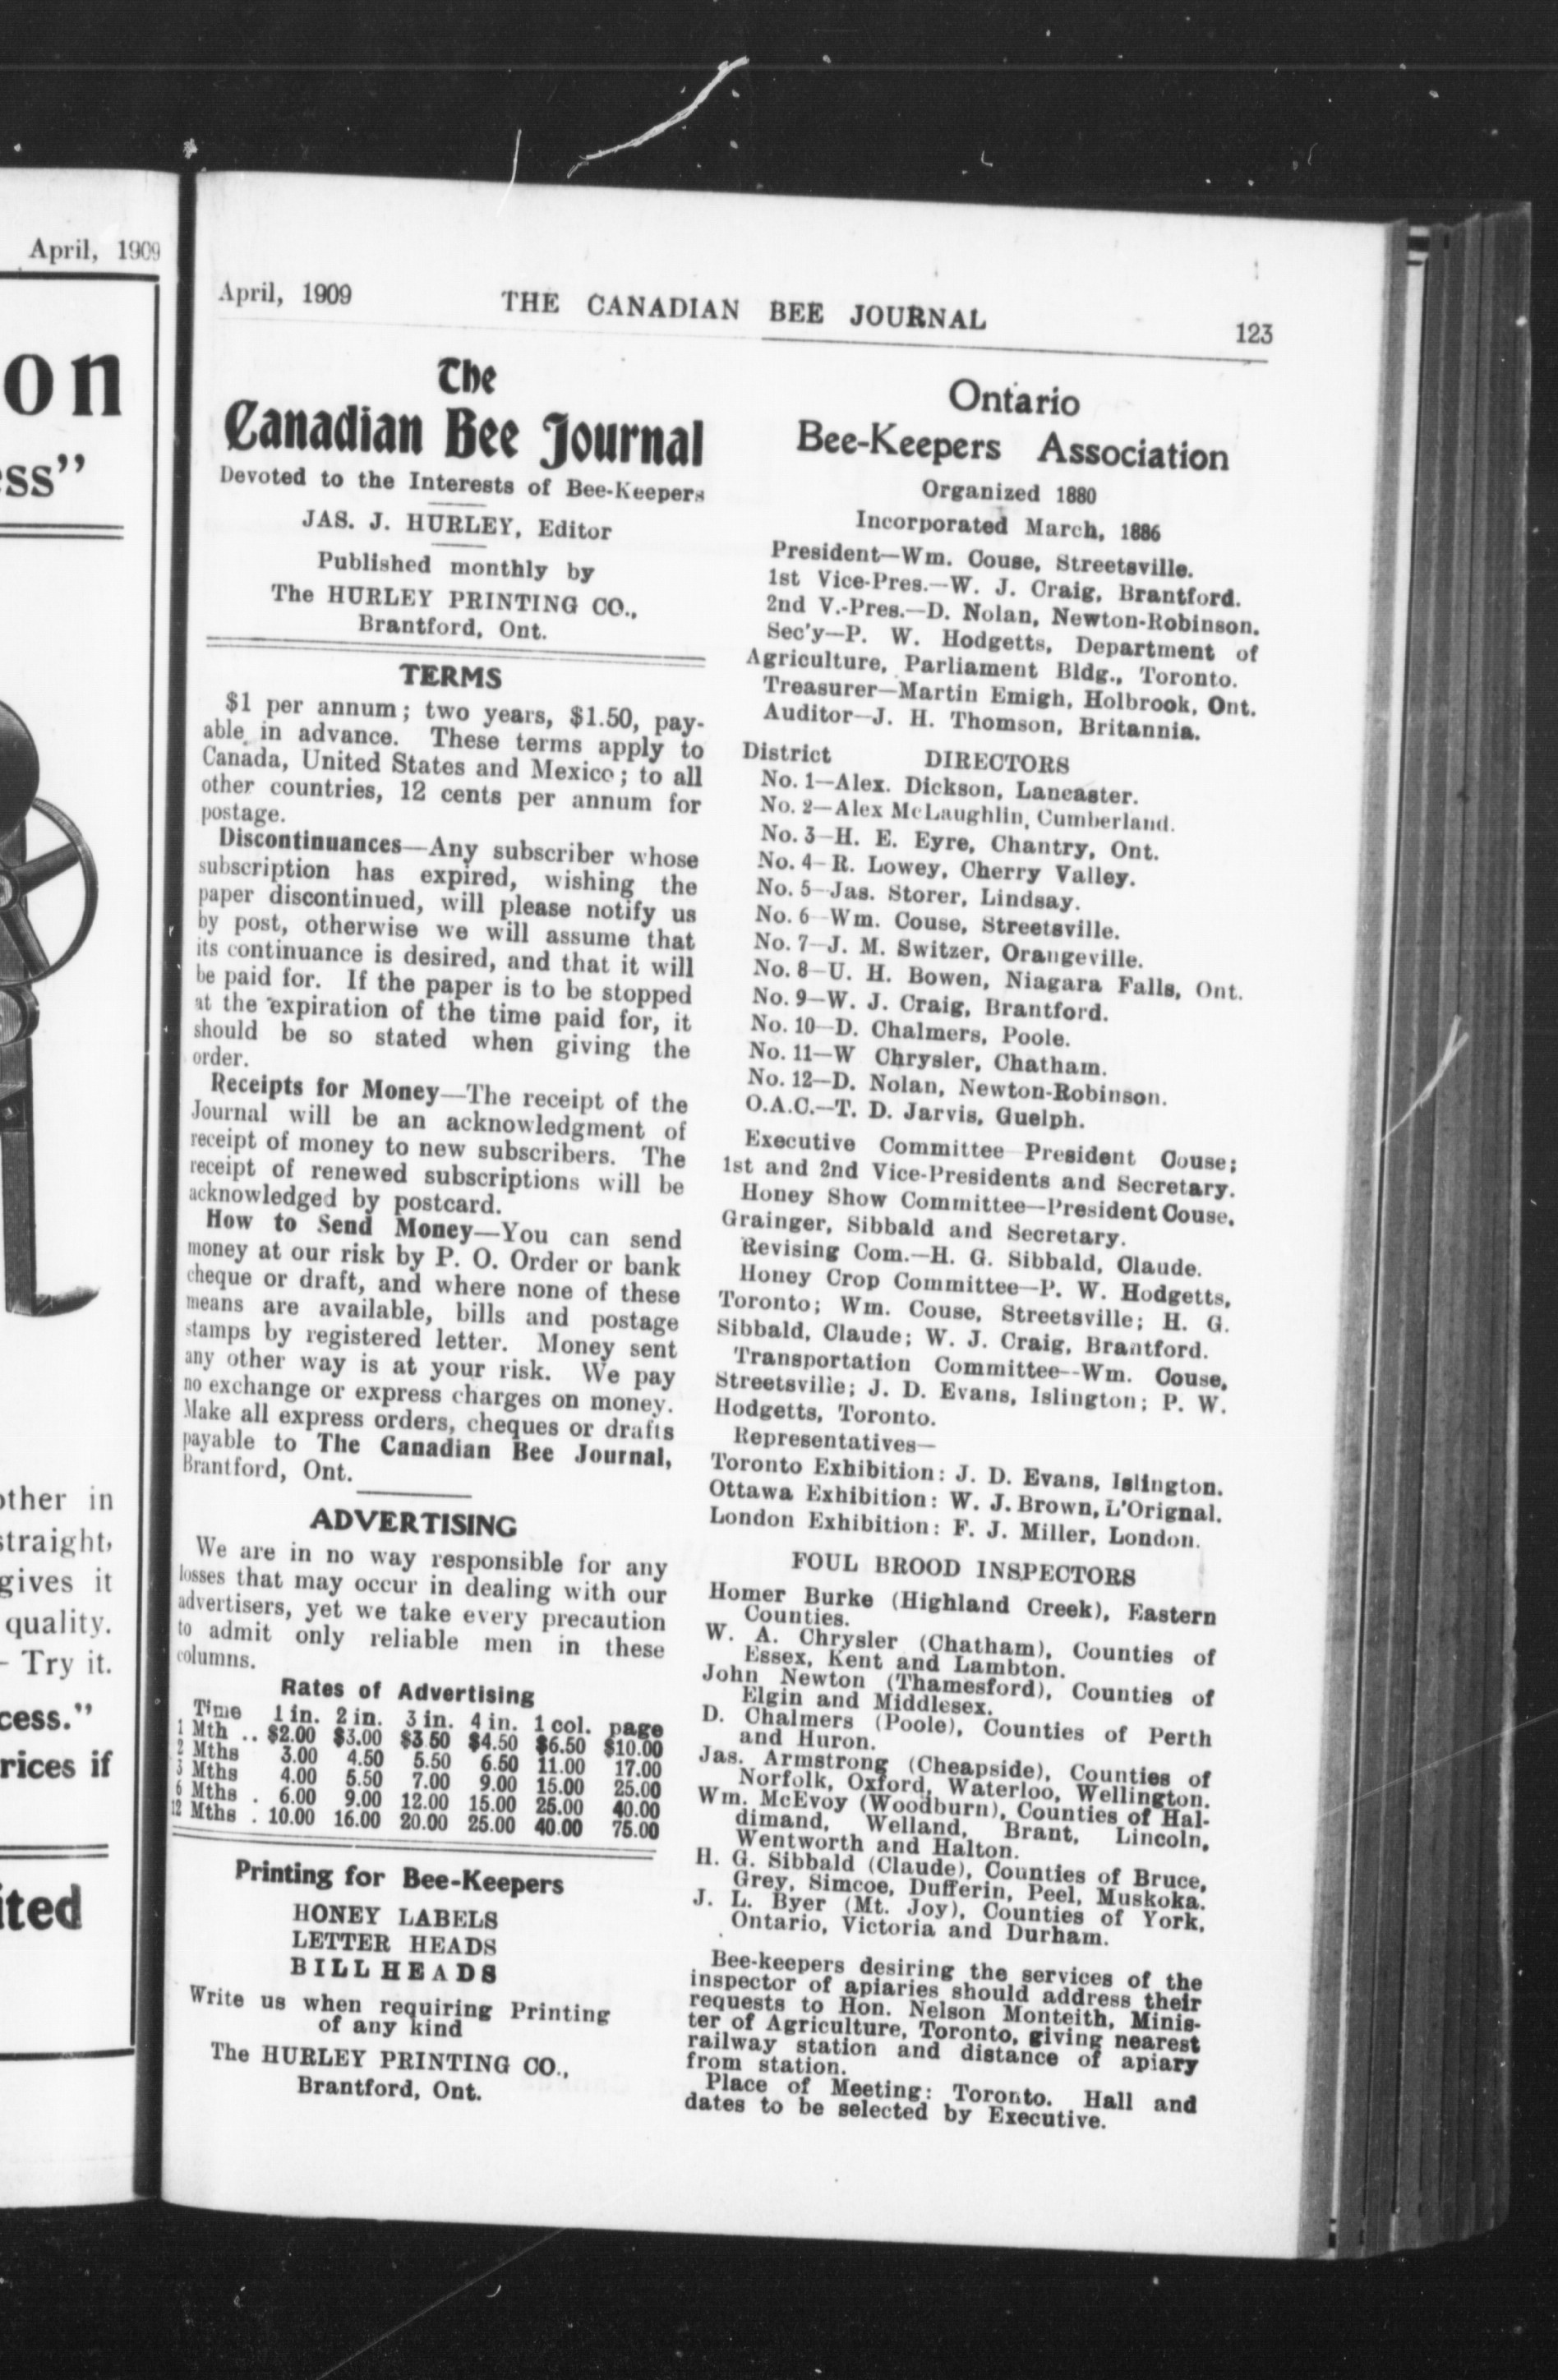 April, 1909
on
ess”
other in
straight,
gives it
quality.
– Try it.
cess.”
rices if
ited
April, 1909
THE CANADIAN BEE JOURNAL
123
The
Canadian Bee Journal
Devoted to the Interests of Bee-Keepers
JAS. J. HURLEY, Editor
Published monthly by
The HURLEY PRINTING CO.,
Brantford, Ont.
TERMS
$1 per annum; two years, $1.50, pay-
able in advance. These terms apply to
Canada, United States and Mexico; to all
other countries, 12 cents per annum for
postage.
Discontinuances—Any subscriber whose
subscription has expired, wishing the
paper discontinued, will please notify us
by post, otherwise we will assume that
its continuance is desired, and that it will
be paid for. If the paper is to be stopped
at the expiration of the time paid for, it
should be so stated when giving the
order.
Receipts for Money—The receipt of the
Journal will be an acknowledgment of
receipt of money to new subscribers. The
receipt of renewed subscriptions will be
acknowledged by postcard.
How to Send Money—You can send
money at our risk by P. O. Order or bank
cheque or draft, and where none of these
means are available, bills and postage
stamps by registered letter. Money sent
any other way is at your risk. We pay
no exchange or express charges on money.
Make all express orders, cheques or drafts
payable to The Canadian Bee Journal,
Brantford, Ont.
ADVERTISING
We are in no way responsible for any
losses that may occur in dealing with our
advertisers, yet we take every precaution
to admit only reliable men in these
columns.
Rates of Advertising
Time 1 in. 2 in. 3 in. 4 in. 1 col. page
1 Mth .. $2.00 $3.00 $3.50 $4.50 $6.50 $10.00
2 Mths 3.00 4.50 5.50 6.50 11.00 17.00
3 Mths 4.00 5.50 7.00 9.00 15.00 25.00
6 Mths . 6.00 9.00 12.00 15.00 25.00 40.00
12 Mths . 10.00 16.00 20.00 25.00 40.00 75.00
Printing for Bee-Keepers
HONEY LABELS
LETTER HEADS
BILL HEADS
Write us when requiring Printing
of any kind
The HURLEY PRINTING CO.,
Brantford, Ont.
Ontario
Bee-Keepers Association
Organized 1880
Incorporated March, 1886
President—Wm. Couse, Streetsville.
1st Vice-Pres.—W. J. Craig, Brantford.
2nd V.-Pres.—D. Nolan, Newton-Robinson.
Sec'y—P. W. Hodgetts, Department of
Agriculture, Parliament Bldg., Toronto.
Treasurer—Martin Emigh, Holbrook, Ont.
Auditor—J. H. Thomson, Britannia.
District DIRECTORS
No. 1—Alex. Dickson, Lancaster.
No. 2—Alex McLaughlin, Cumberland.
No. 3—H. E. Eyre, Chantry, Ont.
No. 4—R. Lowey, Cherry Valley.
No. 5—Jas. Storer, Lindsay.
No. 6—Wm. Couse, Streetsville.
No. 7—J. M. Switzer, Orangeville.
No. 8—U. H. Bowen, Niagara Falls, Ont.
No. 9—W. J. Craig, Brantford.
No. 10—D. Chalmers, Poole.
No. 11—W Chrysler, Chatham.
No. 12—D. Nolan, Newton-Robinson.
O.A.C.—T. D. Jarvis, Guelph.
Executive Committee—President Couse;
1st and 2nd Vice-Presidents and Secretary.
Honey Show Committee—President Couse,
Grainger, Sibbald and Secretary.
Revising Com.—H. G. Sibbald, Claude.
Honey Crop Committee—P. W. Hodgetts,
Toronto; Wm. Couse, Streetsville; H. G.
Sibbald, Claude; W. J. Craig, Brantford.
Transportation Committee—Wm. Couse,
Streetsville; J. D. Evans, Islington; P. W.
Hodgetts, Toronto.
Representatives—
Toronto Exhibition: J. D. Evans, Islington.
Ottawa Exhibition: W. J. Brown, L'Orignal.
London Exhibition: F. J. Miller, London.
FOUL BROOD INSPECTORS
Homer Burke (Highland Creek), Eastern
Counties.
W. A. Chrysler (Chatham), Counties of
Essex, Kent and Lambton.
John Newton (Thamesford), Counties of
Elgin and Middlesex.
D. Chalmers (Poole), Counties of Perth
and Huron.
Jas. Armstrong (Cheapside), Counties of
Norfolk, Oxford, Waterloo, Wellington.
Wm. McEvoy (Woodburn), Counties of Hal-
dimand, Welland, Brant, Lincoln,
Wentworth and Halton.
H. G. Sibbald (Claude), Counties of Bruce,
Grey, Simcoe, Dufferin, Peel, Muskoka.
J. L. Byer (Mt. Joy), Counties of York,
Ontario, Victoria and Durham.
Bee-keepers desiring the services of the
inspector of apiaries should address their
requests to Hon. Nelson Monteith, Minis-
ter of Agriculture, Toronto, giving nearest
railway station and distance of apiary
from station.
Place of Meeting: Toronto. Hall and
dates to be selected by Executive.